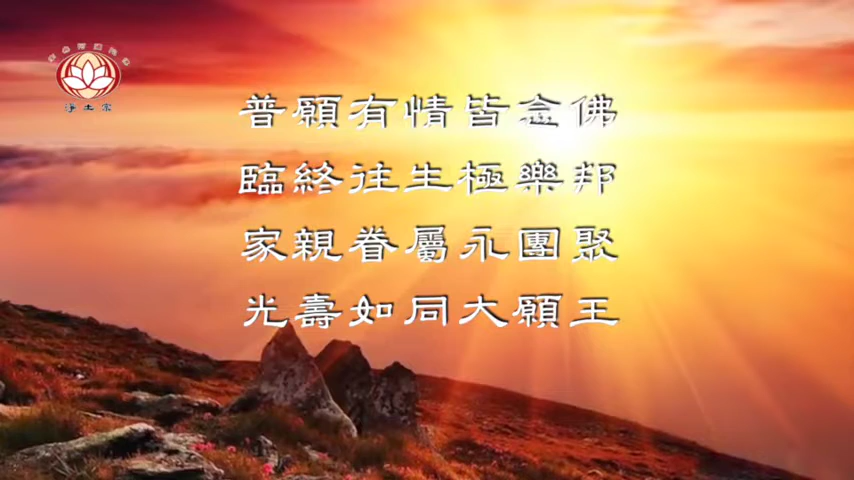 淨土宗
普願有情皆念佛
臨終往生極樂邦
家親眷屬永團聚
光壽如同大願王